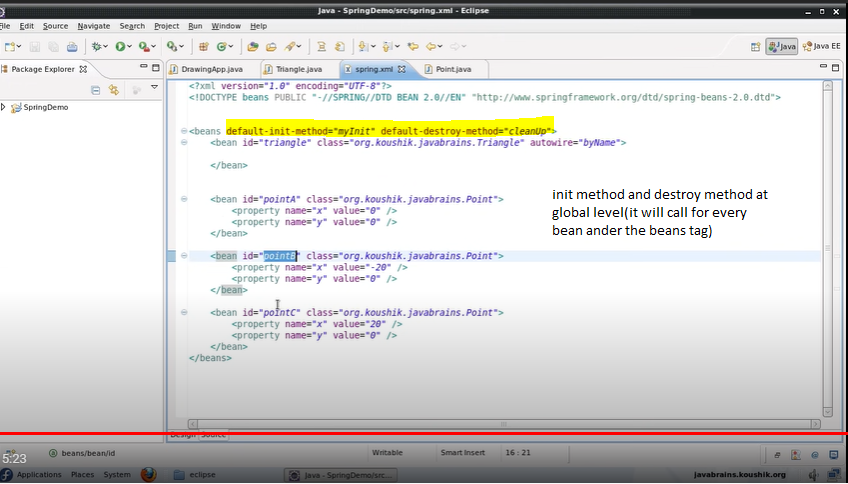 Java - SpringDemo/src/spring.xml - Eclipse
File Edit Source Navigate Search Project Run Window Help
Java Java EE
Package Explorer
DrawingApp.java Triangle.java spring.xml Point.java
SpringDemo
<?xml version="1.0" encoding="UTF-8"?>
<!DOCTYPE beans PUBLIC "-//SPRING//DTD BEAN 2.0//EN" "http://www.springframework.org/dtd/spring-beans-2.0.dtd">
<beans default-init-method="myInit" default-destroy-method="cleanUp">
<bean id="triangle" class="org.koushik.javabrains.Triangle" autowire="byName">
</bean>
<bean id="pointA" class="org.koushik.javabrains.Point">
<property name="x" value="0" />
<property name="y" value="0" />
</bean>
init method and destroy method at
global level(it will call for every
bean ander the beans tag)
<bean id="pointB" class="org.koushik.javabrains.Point">
<property name="x" value="-20" />
<property name="y" value="0" />
</bean>
<bean id="pointC" class="org.koushik.javabrains.Point">
<property name="x" value="20" />
<property name="y" value="0" />
</bean>
</beans>
Design Source
beans/bean/id Writable Smart Insert 16 : 21
5:23
Applications Places System eclipse Java - SpringDemo/src... javabrains.koushik.org